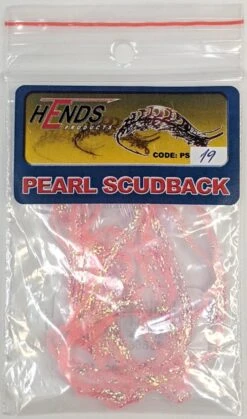 HENDS
PRODUCTS
CODE: PS 19
PEARL SCUDBACK